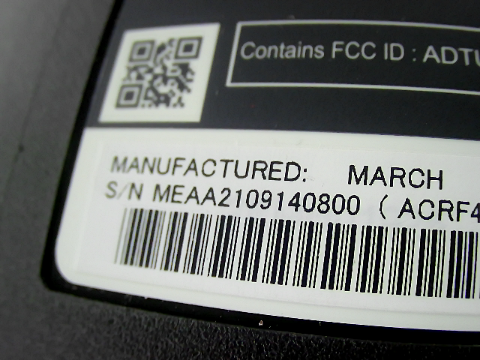 Contains FCC ID : ADTU
MANUFACTURED: MARCH
S/N MEAA2109140800 ( ACRF4